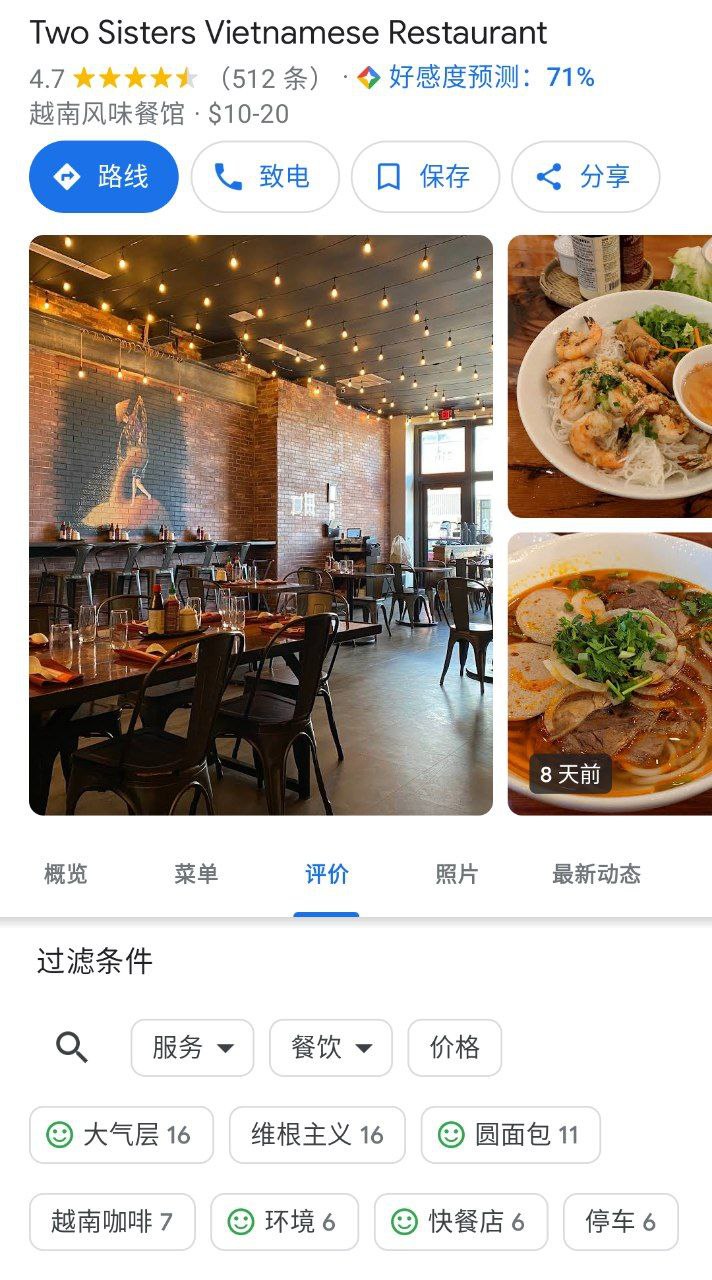 Two Sisters Vietnamese Restaurant
4.7 （512 条） · 好感度预测：71%
越南风味餐馆 · $10-20
路线 致电 保存 分享
8 天前
概览 菜单 评价 照片 最新动态
过滤条件
服务 餐饮 价格
大气层 16 维根主义 16 圆面包 11
越南咖啡 7 环境 6 快餐店 6 停车 6